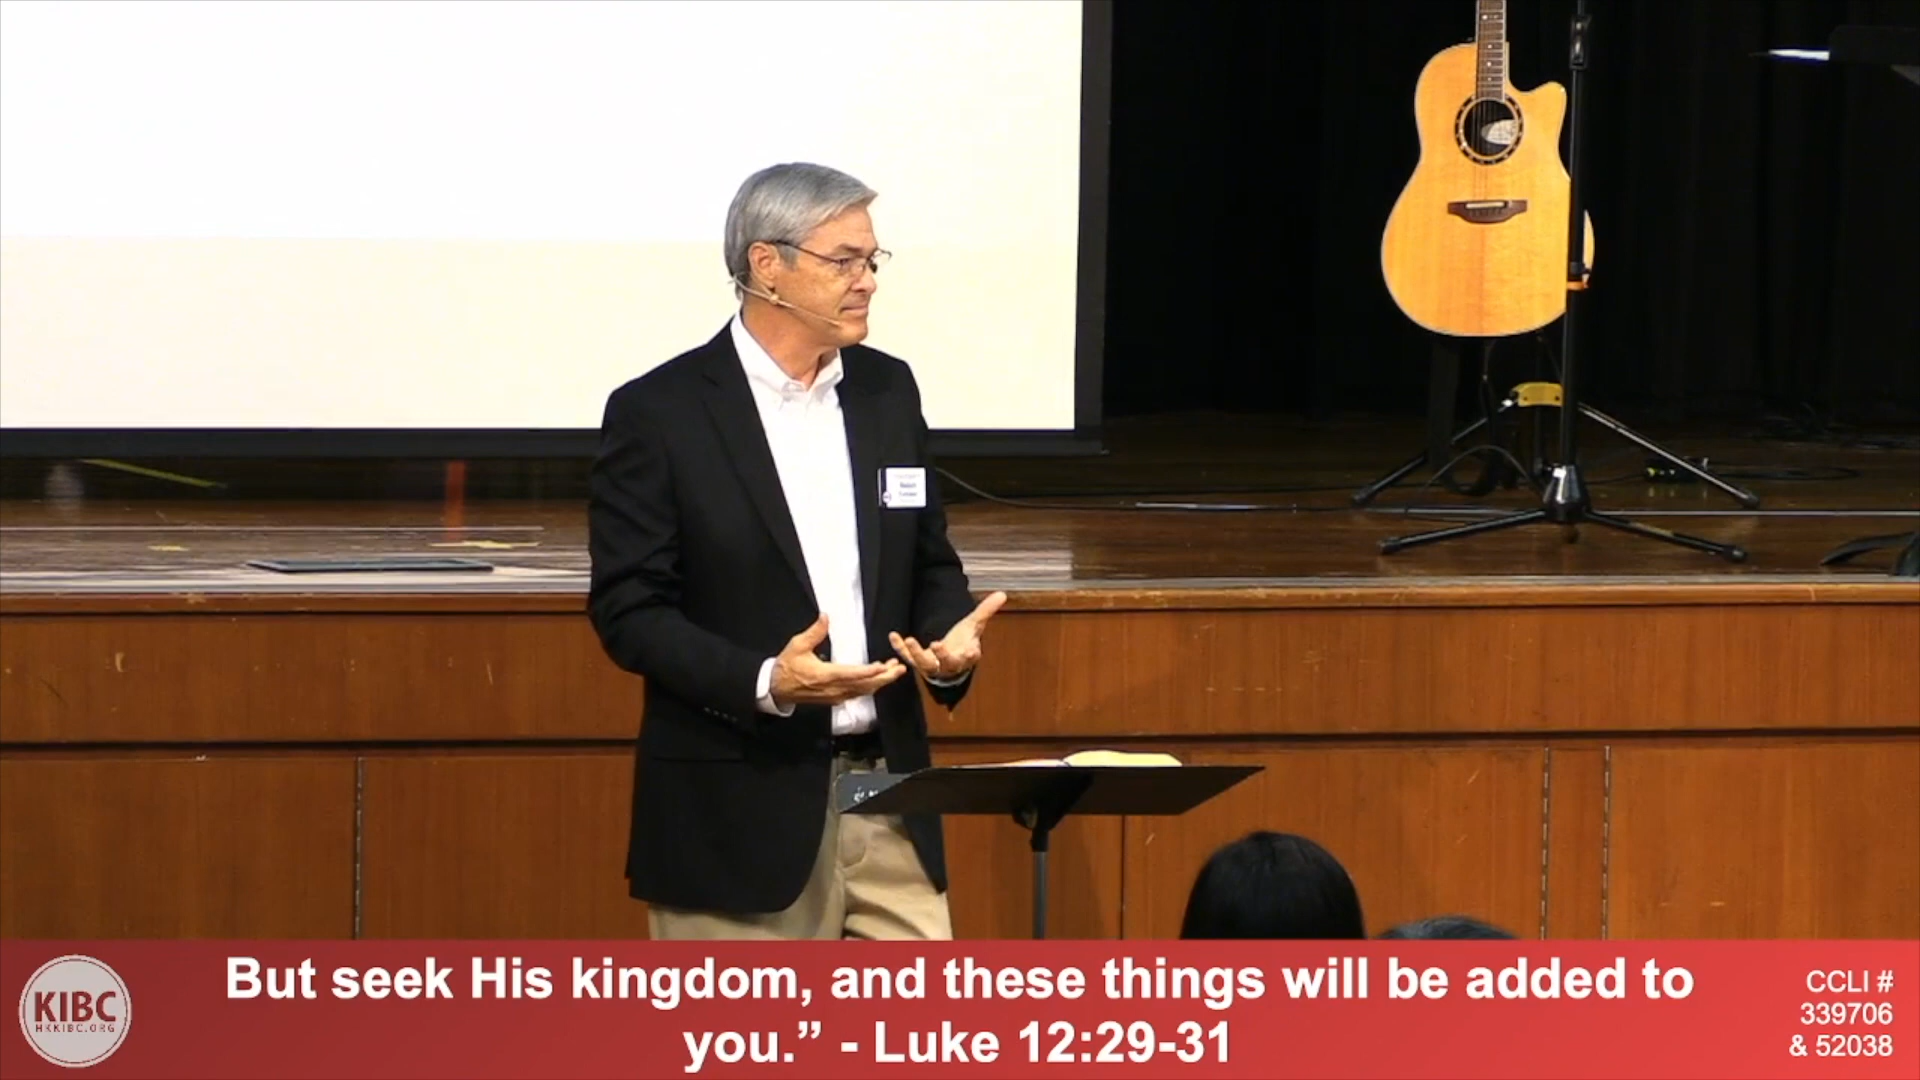 But seek His kingdom, and these things will be added to
you.” - Luke 12:29-31
KIBC
HKKIBC.ORG
CCLI #
339706
& 52038